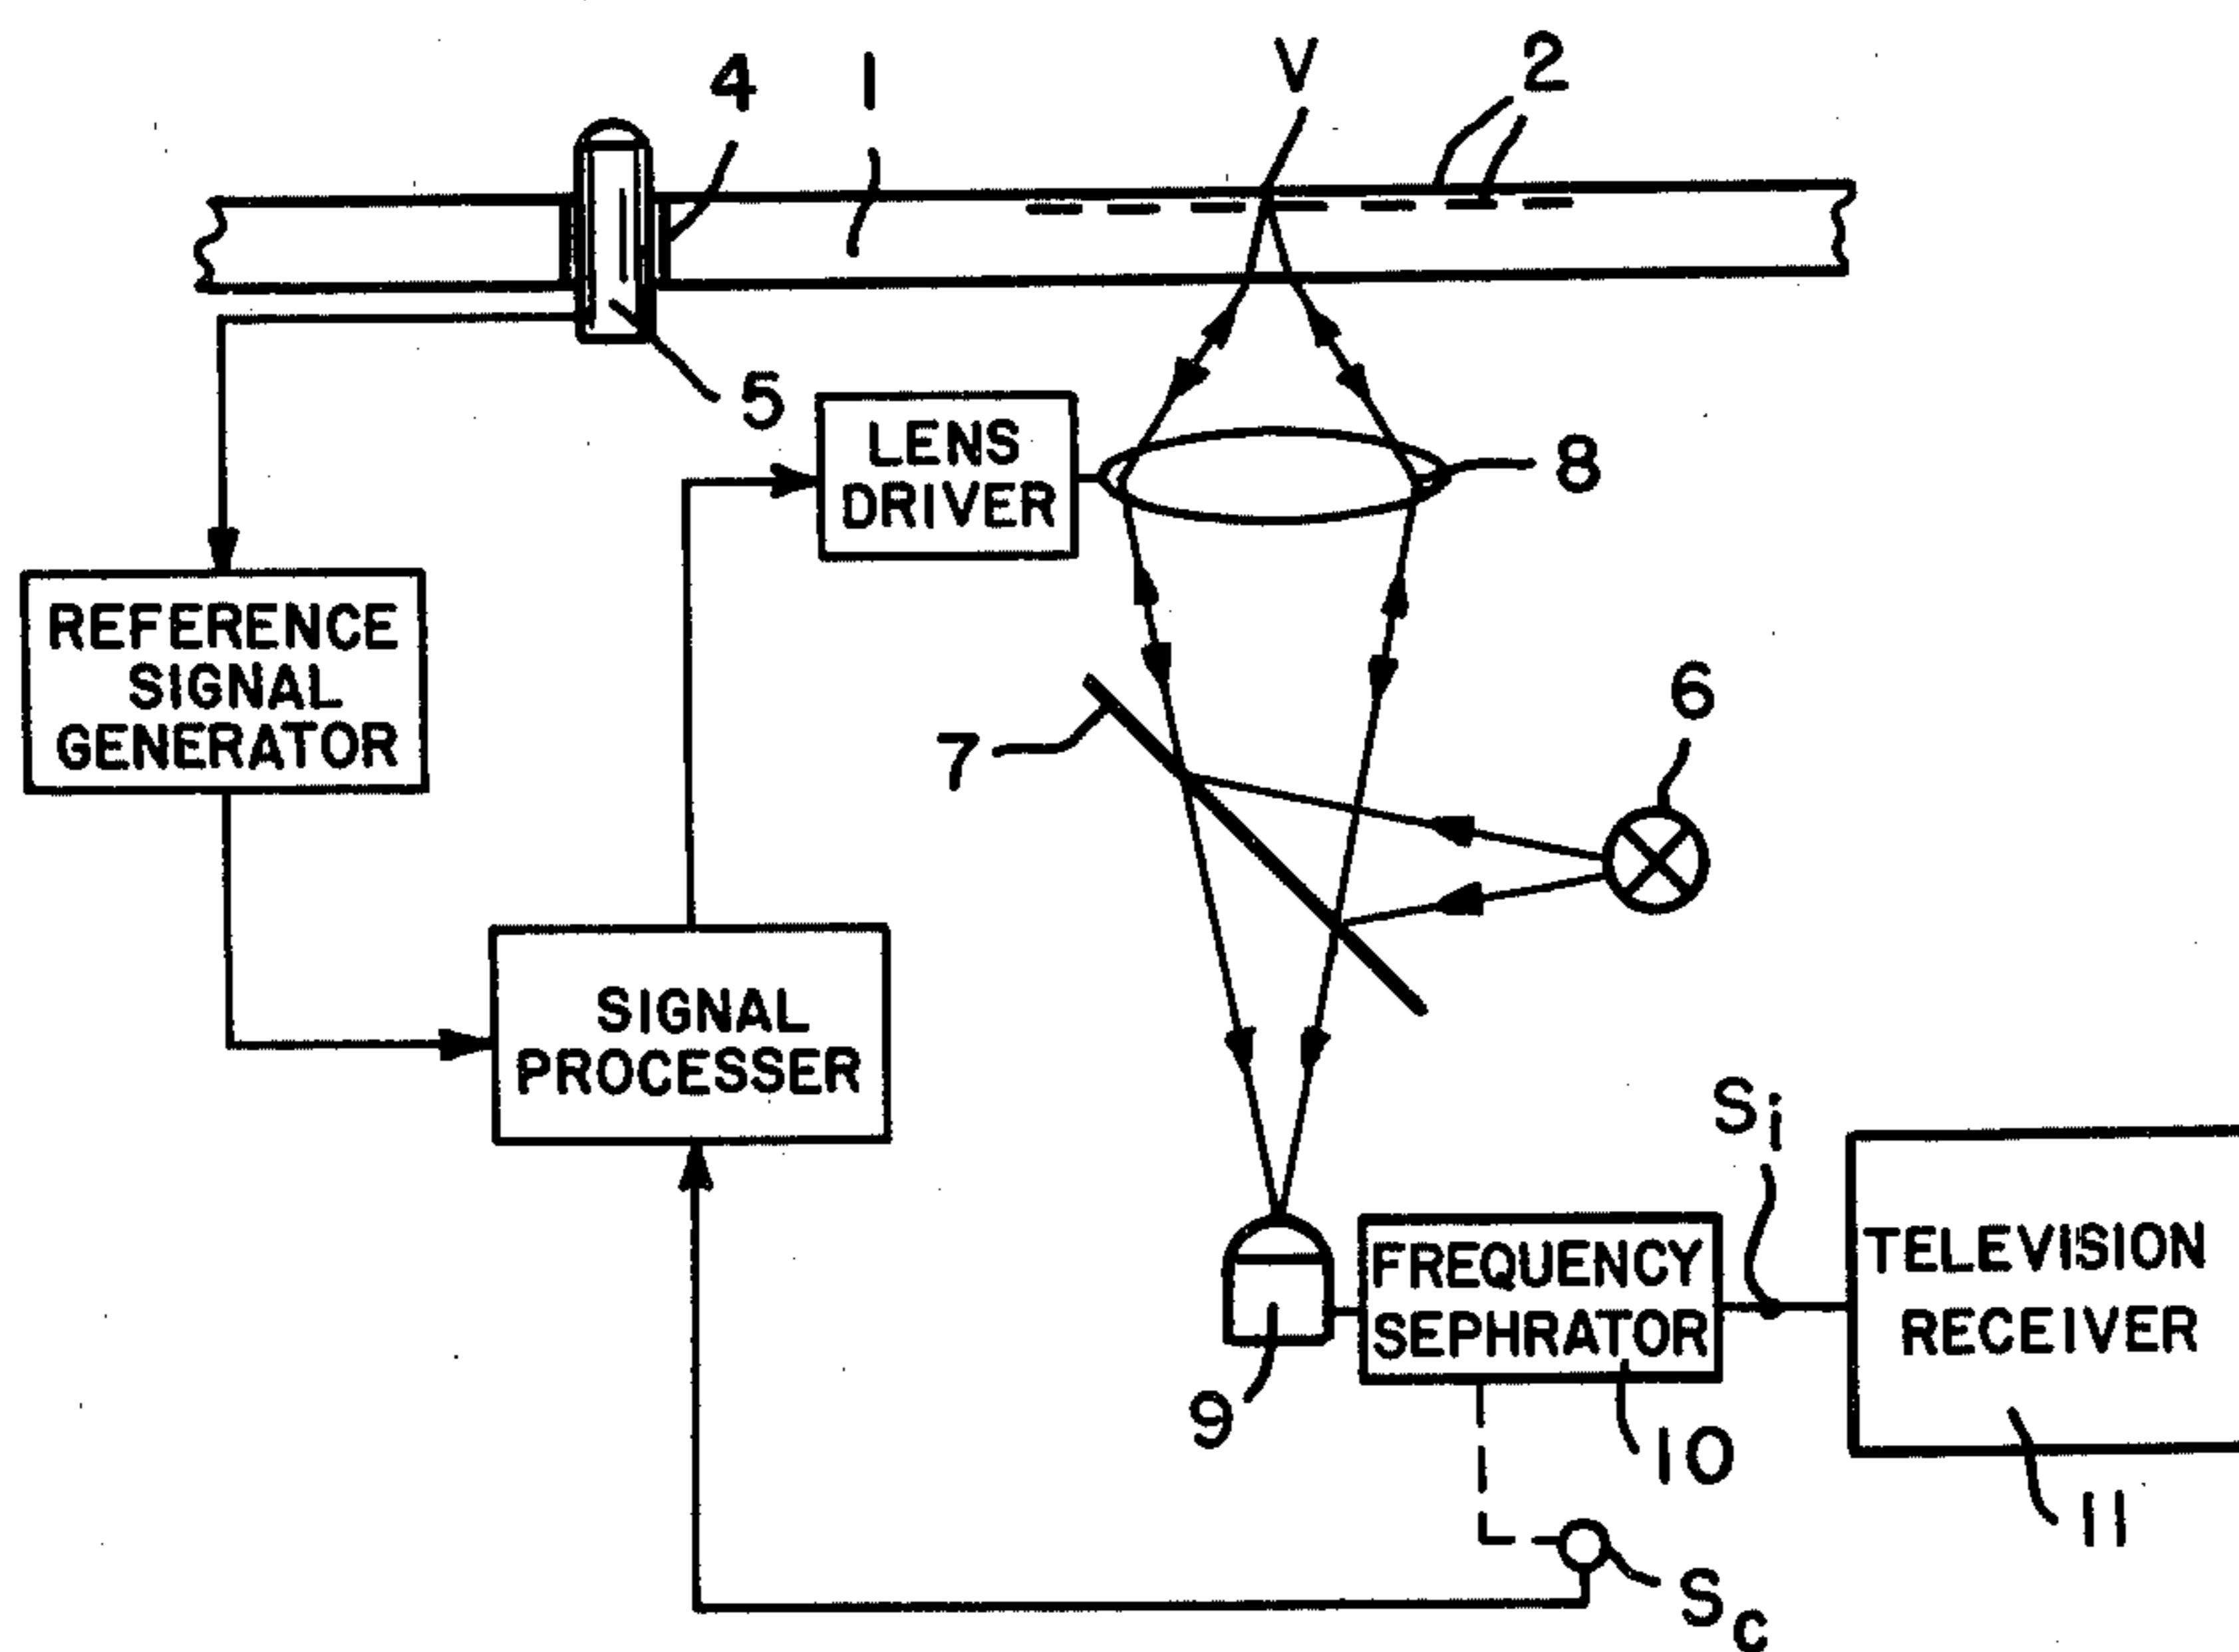 4
1
V
2
5
LENS
DRIVER
8
REFERENCE
SIGNAL
GENERATOR
7
6
SIGNAL
PROCESSER
Si
FREQUENCY
SEPHRATOR
TELEVISION
RECEIVER
9
10
11
Sc